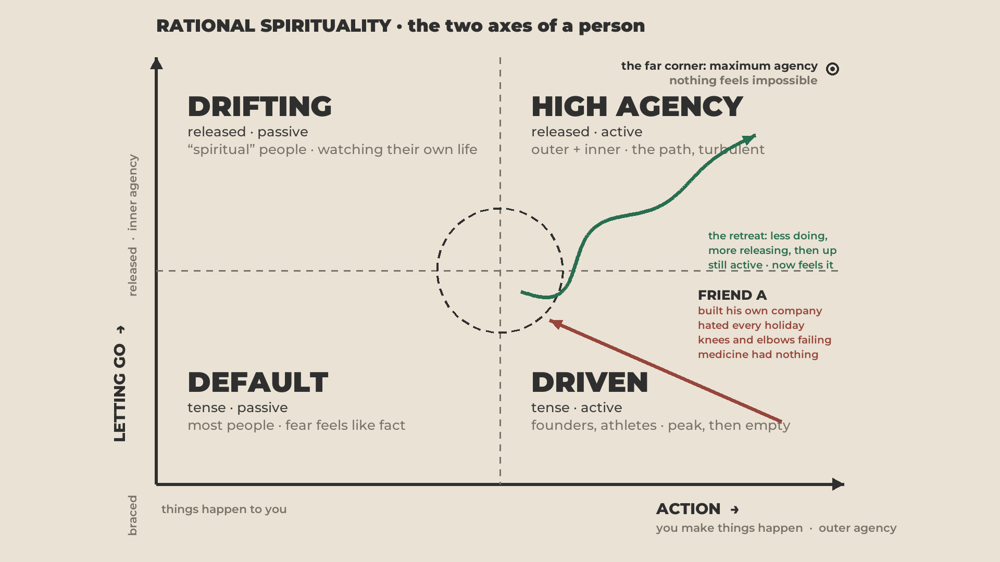 RATIONAL SPIRITUALITY · the two axes of a person
the far corner: maximum agency
nothing feels impossible
DRIFTING
released · passive
“spiritual” people · watching their own life
HIGH AGENCY
released · active
outer + inner · the path, turbulent
released · inner agency
the retreat: less doing,
more releasing, then up
still active · now feels it
FRIEND A
built his own company
hated every holiday
knees and elbows failing
medicine had nothing
LETTING GO →
DEFAULT
tense · passive
most people · fear feels like fact
DRIVEN
tense · active
founders, athletes · peak, then empty
braced
things happen to you
ACTION →
you make things happen · outer agency